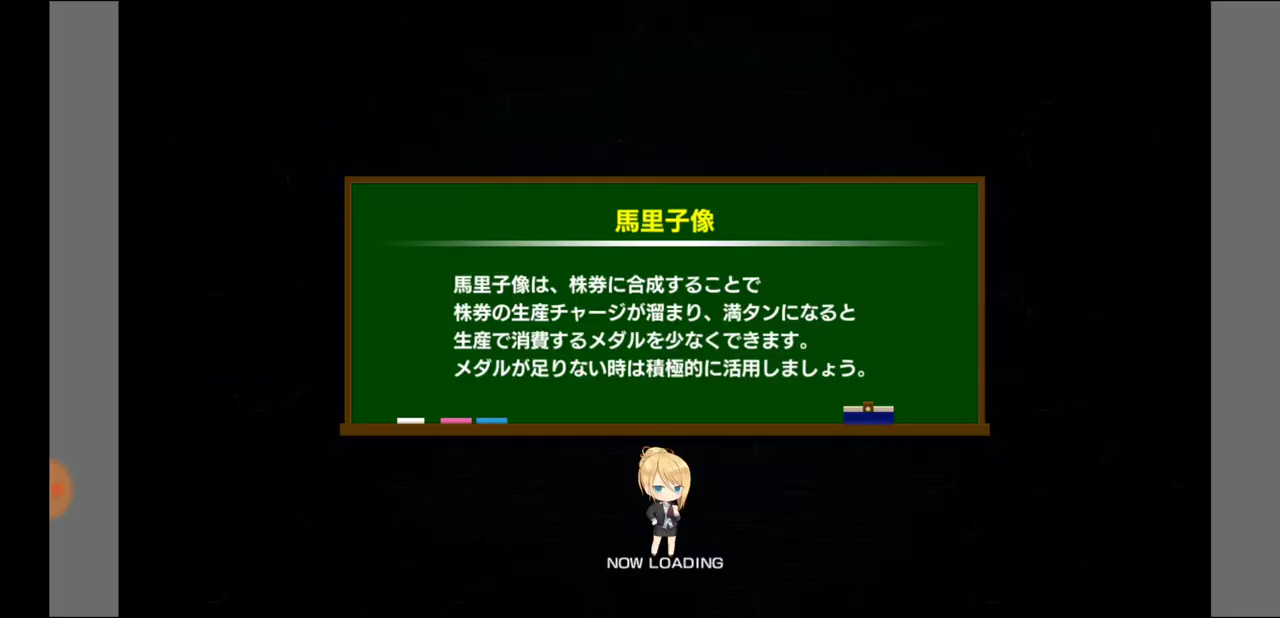 馬里子像
馬里子像は、株券に合成することで
株券の生産チャージが溜まり、満タンになると
生産で消費するメダルを少なくできます。
メダルが足りない時は積極的に活用しましょう。
NOW LOADING